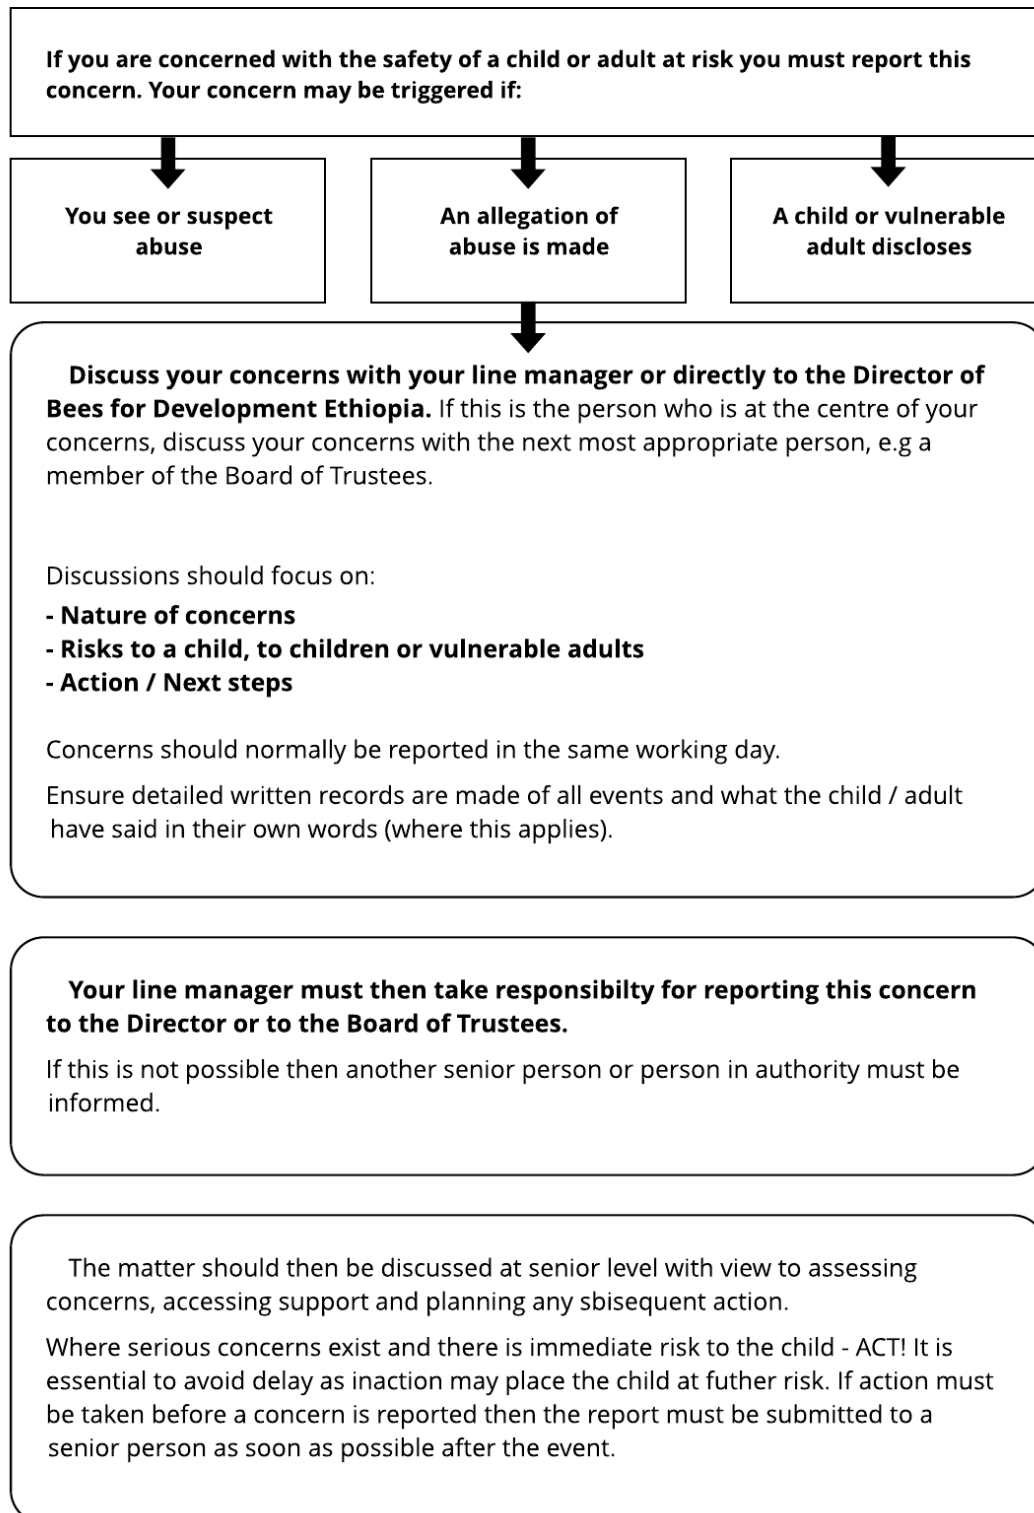 If you are concerned with the safety of a child or adult at risk you must report this
concern. Your concern may be triggered if:
You see or suspect
abuse
An allegation of
abuse is made
A child or vulnerable
adult discloses
Discuss your concerns with your line manager or directly to the Director of
Bees for Development Ethiopia. If this is the person who is at the centre of your
concerns, discuss your concerns with the next most appropriate person, e.g a
member of the Board of Trustees.
Discussions should focus on:
- Nature of concerns
- Risks to a child, to children or vulnerable adults
- Action / Next steps
Concerns should normally be reported in the same working day.
Ensure detailed written records are made of all events and what the child / adult
have said in their own words (where this applies).
Your line manager must then take responsibilty for reporting this concern
to the Director or to the Board of Trustees.
If this is not possible then another senior person or person in authority must be
informed.
The matter should then be discussed at senior level with view to assessing
concerns, accessing support and planning any sbisequent action.
Where serious concerns exist and there is immediate risk to the child - ACT! It is
essential to avoid delay as inaction may place the child at futher risk. If action must
be taken before a concern is reported then the report must be submitted to a
senior person as soon as possible after the event.